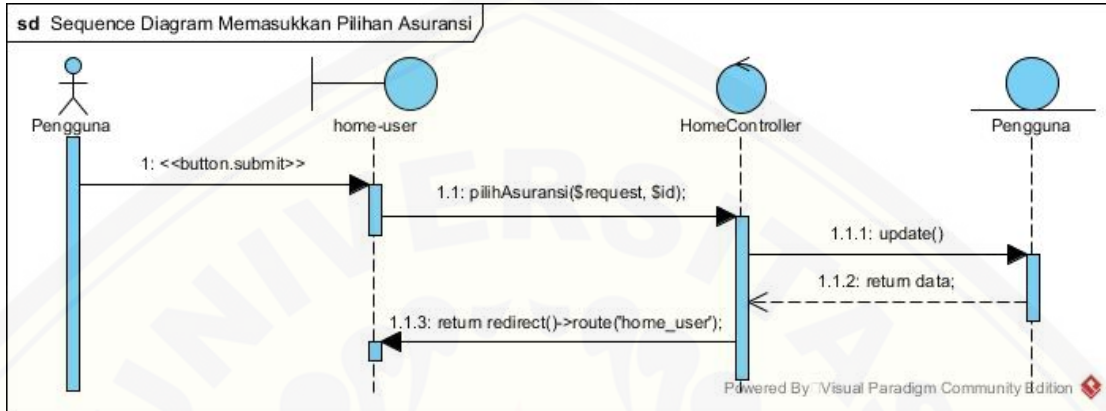 sd Sequence Diagram Memasukkan Pilihan Asuransi
Pengguna
home-user
HomeController
Pengguna
1: <<button.submit>>
1.1: pilihAsuransi($request, $id);
1.1.1: update()
1.1.2: return data;
1.1.3: return redirect()->route('home_user');
UNIVERSITA
Powered By Visual Paradigm Community Edition